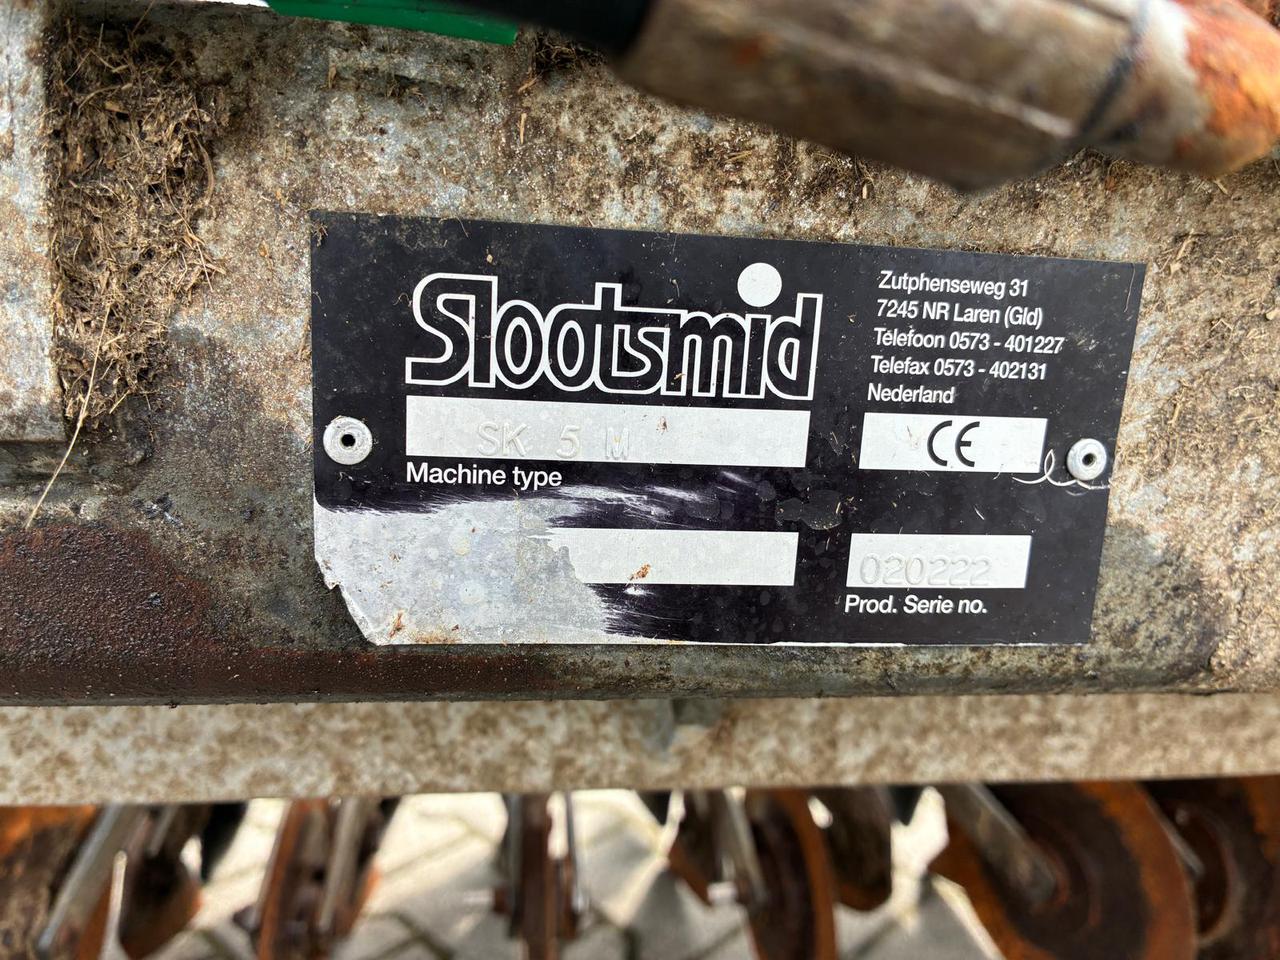 Slootsmid
Zutphenseweg 31
7245 NR Laren (Gld)
Telefoon 0573 - 401227
Telefax 0573 - 402131
Nederland
SK 5 M
Machine type
CE
020222
Prod. Serie no.